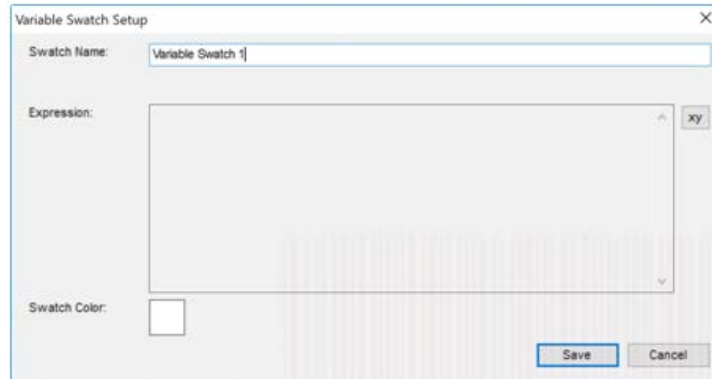 Variable Swatch Setup
Swatch Name:
Variable Swatch 1
Expression:
xy
Swatch Color:
Save
Cancel